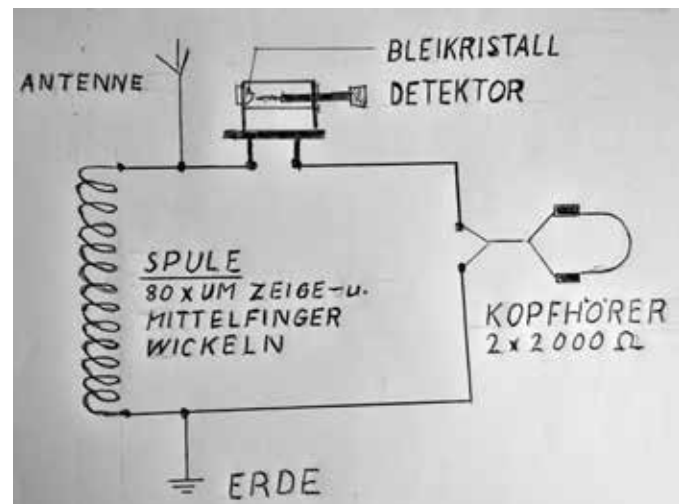 ANTENNE
BLEIKRISTALL
DETEKTOR
SPULE
80 X UM ZEIGE-u.
MITTELFINGER
WICKELN
KOPFHÖRER
2 x 2000 Ω
ERDE